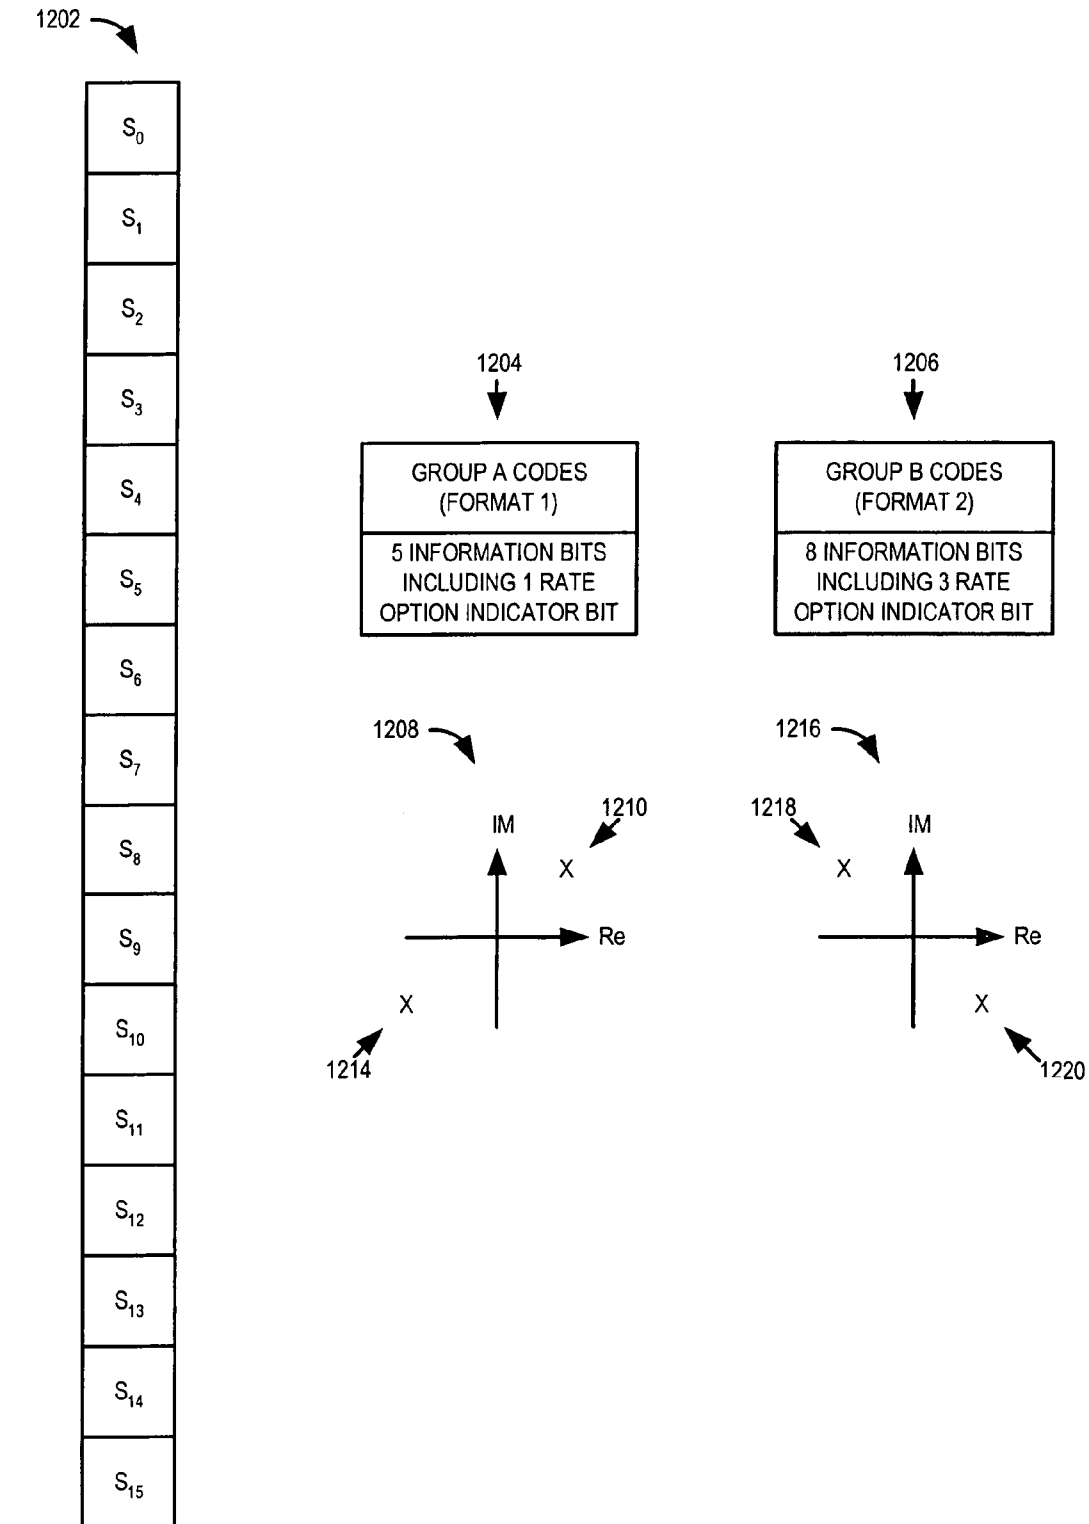 1202
S0
S1
S2
S3
S4
S5
S6
S7
S8
S9
S10
S11
S12
S13
S14
S15
1204
GROUP A CODES
(FORMAT 1)
5 INFORMATION BITS
INCLUDING 1 RATE
OPTION INDICATOR BIT
1206
GROUP B CODES
(FORMAT 2)
8 INFORMATION BITS
INCLUDING 3 RATE
OPTION INDICATOR BIT
1208
1210
IM
X
Re
X
1214
1216
1218
IM
X
Re
X
1220